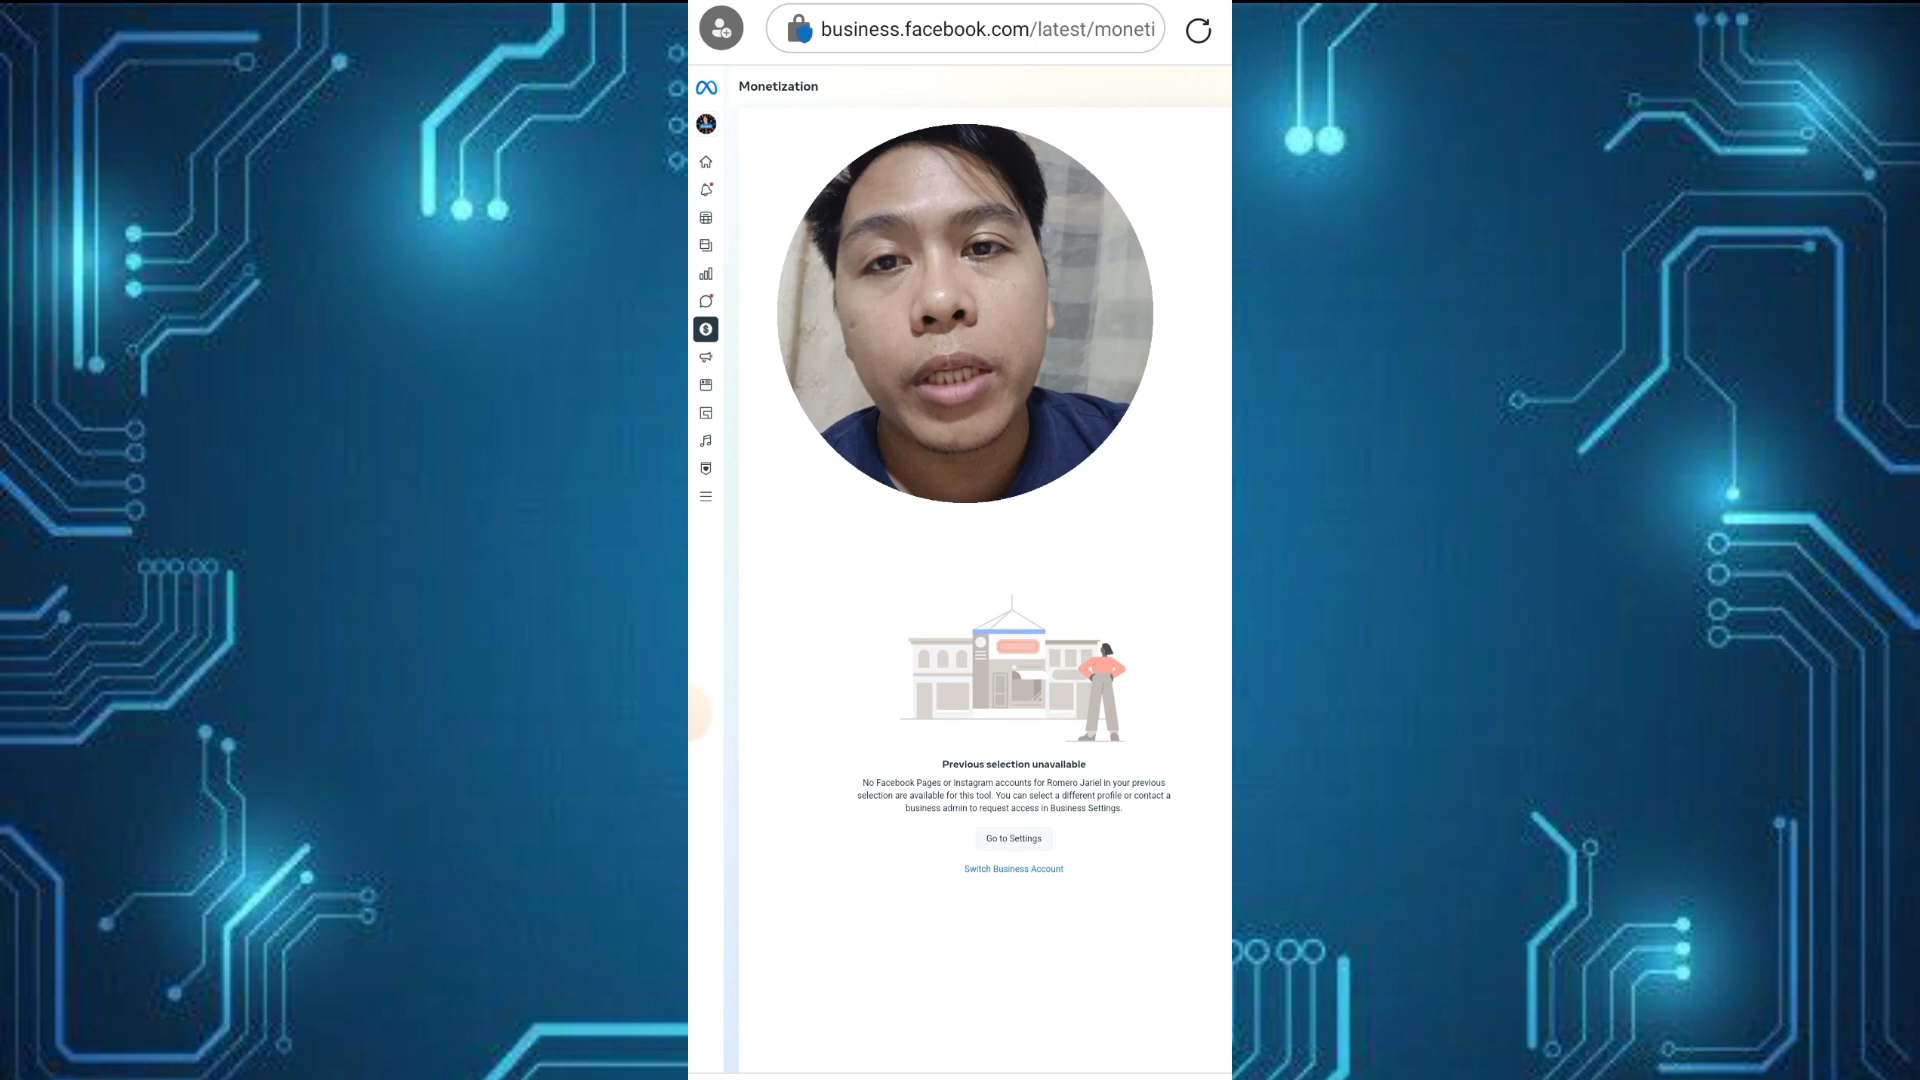 business.facebook.com/latest/moneti
Monetization
Previous selection unavailable
No Facebook Pages or Instagram accounts for Romero Jariel in your previous
selection are available for this tool. You can select a different profile or contact a
business admin to request access in Business Settings.
Go to Settings
Switch Business Account